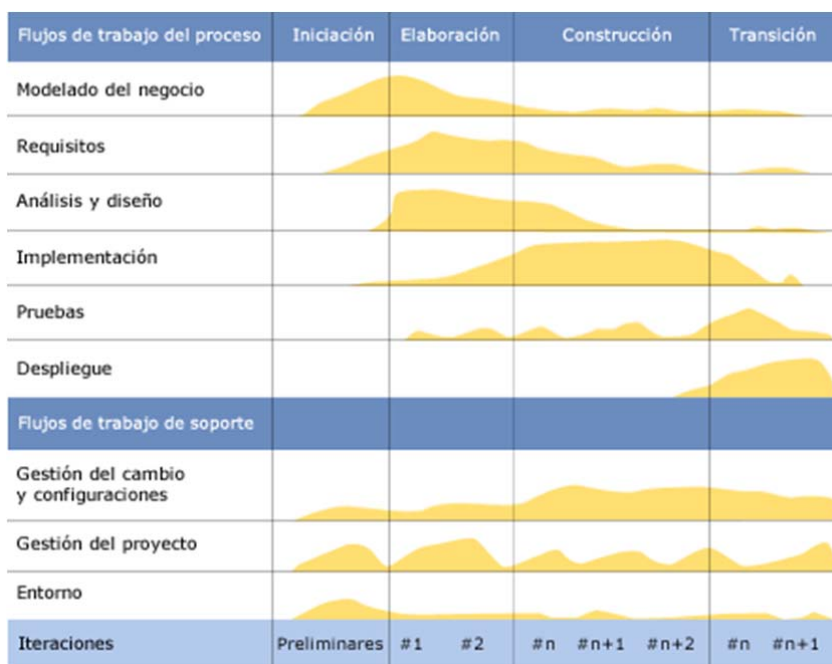 Flujos de trabajo del proceso Iniciación Elaboración Construcción Transición
Modelado del negocio
Requisitos
Análisis y diseño
Implementación
Pruebas
Despliegue
Flujos de trabajo de soporte
Gestión del cambio
y configuraciones
Gestión del proyecto
Entorno
Iteraciones Preliminares #1 #2 #n #n+1 #n+2 #n #n+1